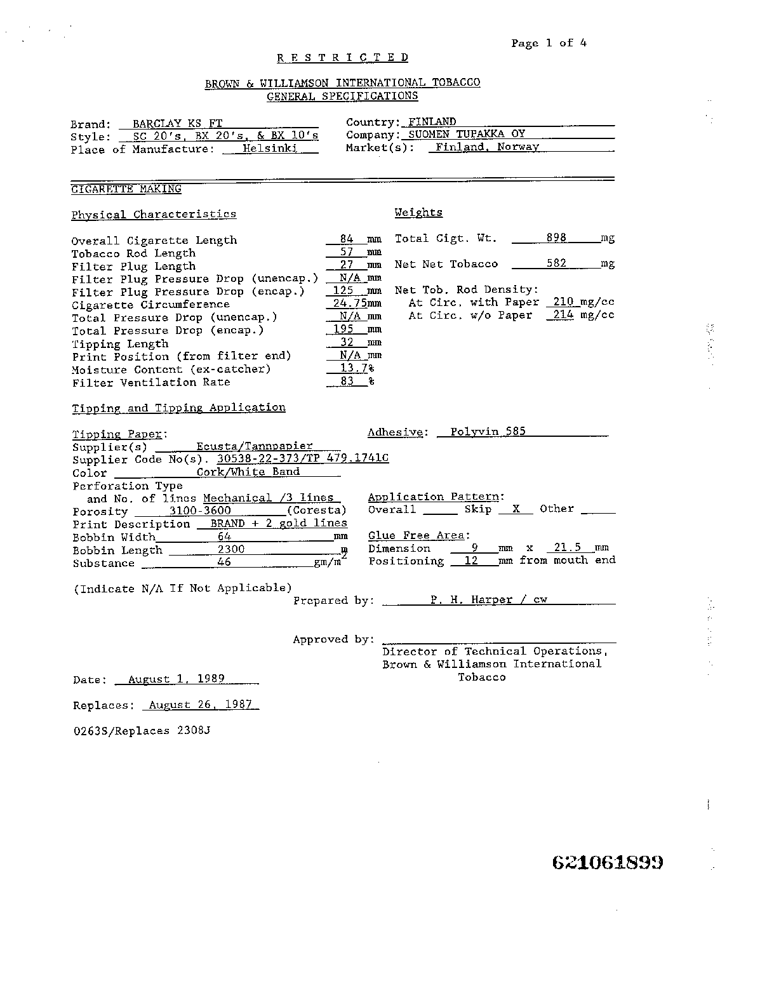 Page 1 of 4
R E S T R I C T E D
BROWN & WILLIAMSON INTERNATIONAL TOBACCO
GENERAL SPECIFICATIONS
Brand: BARCLAY KS FT Country: FINLAND
Style: SC 20's, BX 20's, & BX 10's Company: SUOMEN TUPAKKA OY
Place of Manufacture: Helsinki Market(s): Finland, Norway
CIGARETTE MAKING
Physical Characteristics Weights
Overall Cigarette Length 84 mm Total Cigt. Wt. 898 mg
Tobacco Rod Length 57 mm
Filter Plug Length 27 mm Net Net Tobacco 582 mg
Filter Plug Pressure Drop (unencap.) N/A mm
Filter Plug Pressure Drop (encap.) 125 mm Net Tob. Rod Density:
Cigarette Circumference 24.75mm At Circ. with Paper 210 mg/cc
Total Pressure Drop (unencap.) N/A mm At Circ. w/o Paper 214 mg/cc
Total Pressure Drop (encap.) 195 mm
Tipping Length 32 mm
Print Position (from filter end) N/A mm
Moisture Content (ex-catcher) 13.7%
Filter Ventilation Rate 83 %
Tipping and Tipping Application
Tipping Paper: Adhesive: Polyvin 585
Supplier(s) Ecusta/Tannpapier
Supplier Code No(s). 30538-22-373/TP 479.1741G
Color Cork/White Band
Perforation Type
and No. of lines Mechanical /3 lines Application Pattern:
Porosity 3100-3600 (Coresta) Overall Skip X Other
Print Description BRAND + 2 gold lines
Bobbin Width 64 mm Glue Free Area:
Bobbin Length 2300 m Dimension 9 mm x 21.5 mm
Substance 46 gm/m2 Positioning 12 mm from mouth end
(Indicate N/A If Not Applicable)
Prepared by: P. H. Harper / cw
Approved by:
Director of Technical Operations,
Brown & Williamson International
Tobacco
Date: August 1, 1989
Replaces: August 26, 1987
0263S/Replaces 2308J
621061899